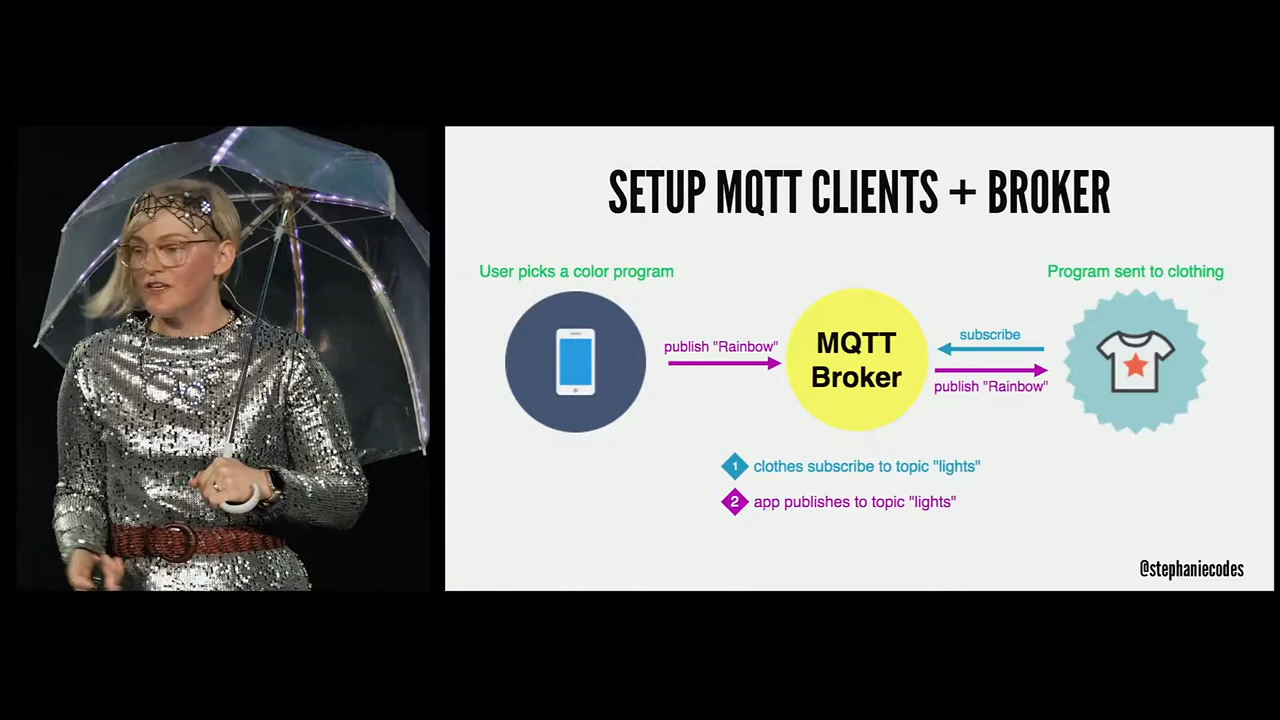 SETUP MQTT CLIENTS + BROKER
User picks a color program
Program sent to clothing
publish "Rainbow"
MQTT
Broker
subscribe
publish "Rainbow"
1 clothes subscribe to topic "lights"
2 app publishes to topic "lights"
@stephaniecodes